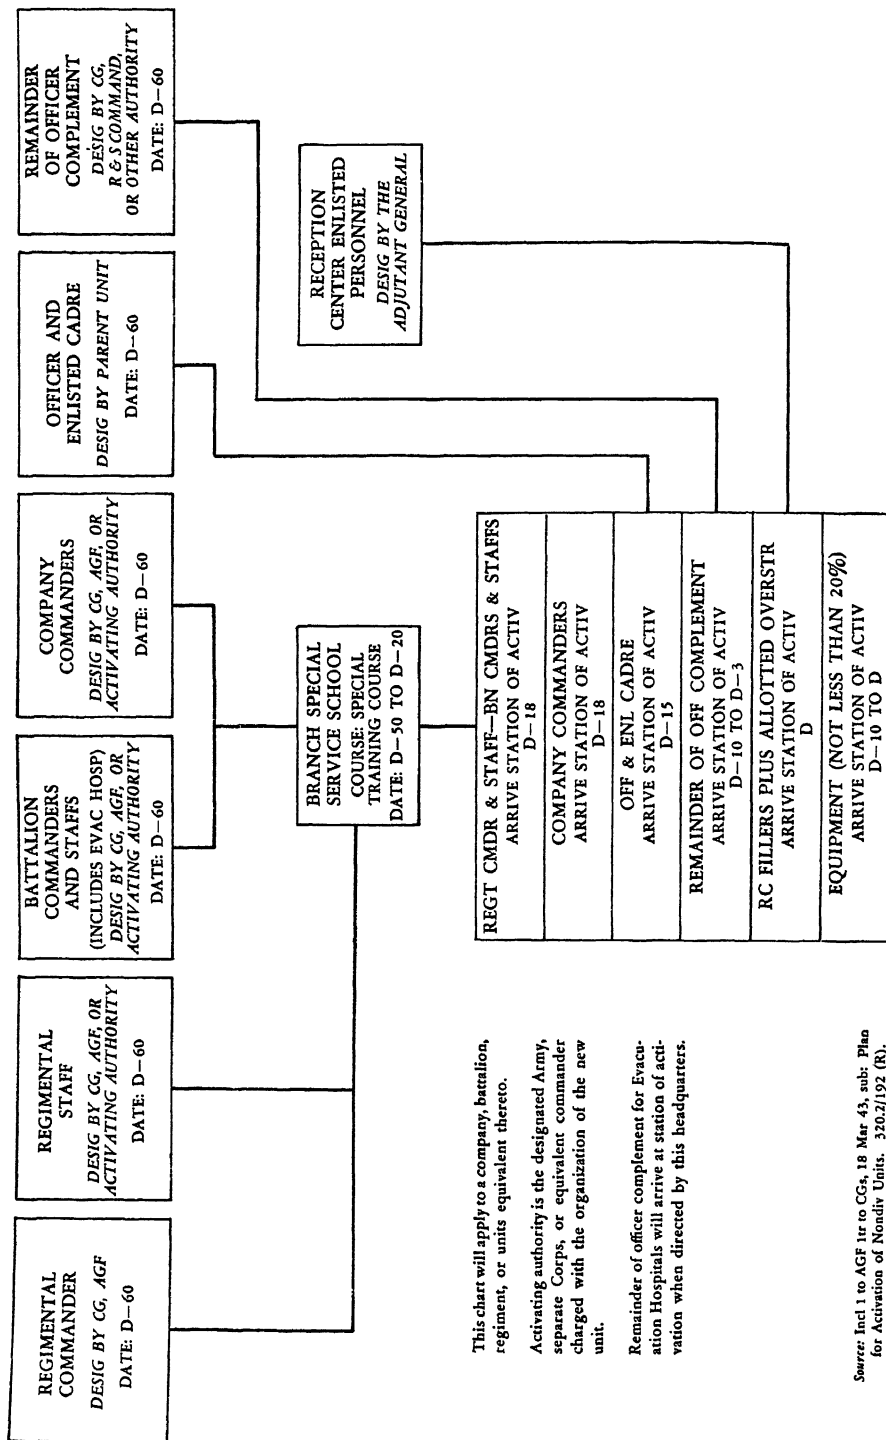 REGIMENTAL
COMMANDER
DESIG BY CG, AGF
DATE: D—60
REGIMENTAL
STAFF
DESIG BY CG, AGF, OR
ACTIVATING AUTHORITY
DATE: D—60
BATTALION
COMMANDERS
AND STAFFS
(INCLUDES EVAC HOSP)
DESIG BY CG, AGF, OR
ACTIVATING AUTHORITY
DATE: D—60
COMPANY
COMMANDERS
DESIG BY CG, AGF, OR
ACTIVATING AUTHORITY
DATE: D—60
OFFICER AND
ENLISTED CADRE
DESIG BY PARENT UNIT
DATE: D—60
REMAINDER
OF OFFICER
COMPLEMENT
DESIG BY CG,
R & S COMMAND,
OR OTHER AUTHORITY
DATE: D—60
BRANCH SPECIAL
SERVICE SCHOOL
COURSE: SPECIAL
TRAINING COURSE
DATE: D—50 TO D—20
RECEPTION
CENTER ENLISTED
PERSONNEL
DESIG BY THE
ADJUTANT GENERAL
REGT CMDR & STAFF—BN CMDRS & STAFFS
ARRIVE STATION OF ACTIV
D—18
COMPANY COMMANDERS
ARRIVE STATION OF ACTIV
D—18
OFF & ENL CADRE
ARRIVE STATION OF ACTIV
D—15
REMAINDER OF OFF COMPLEMENT
ARRIVE STATION OF ACTIV
D—10 TO D—3
RC FILLERS PLUS ALLOTTED OVERSTR
ARRIVE STATION OF ACTIV
D
EQUIPMENT (NOT LESS THAN 20%)
ARRIVE STATION OF ACTIV
D—10 TO D
This chart will apply to a company, battalion,
regiment, or units equivalent thereto.
Activating authority is the designated Army,
separate Corps, or equivalent commander
charged with the organization of the new
unit.
Remainder of officer complement for Evacu-
ation Hospitals will arrive at station of acti-
vation when directed by this headquarters.
Source: Incl 1 to AGF ltr to CGs, 18 Mar 43, sub: Plan
for Activation of Nondiv Units. 320.2/192 (R).